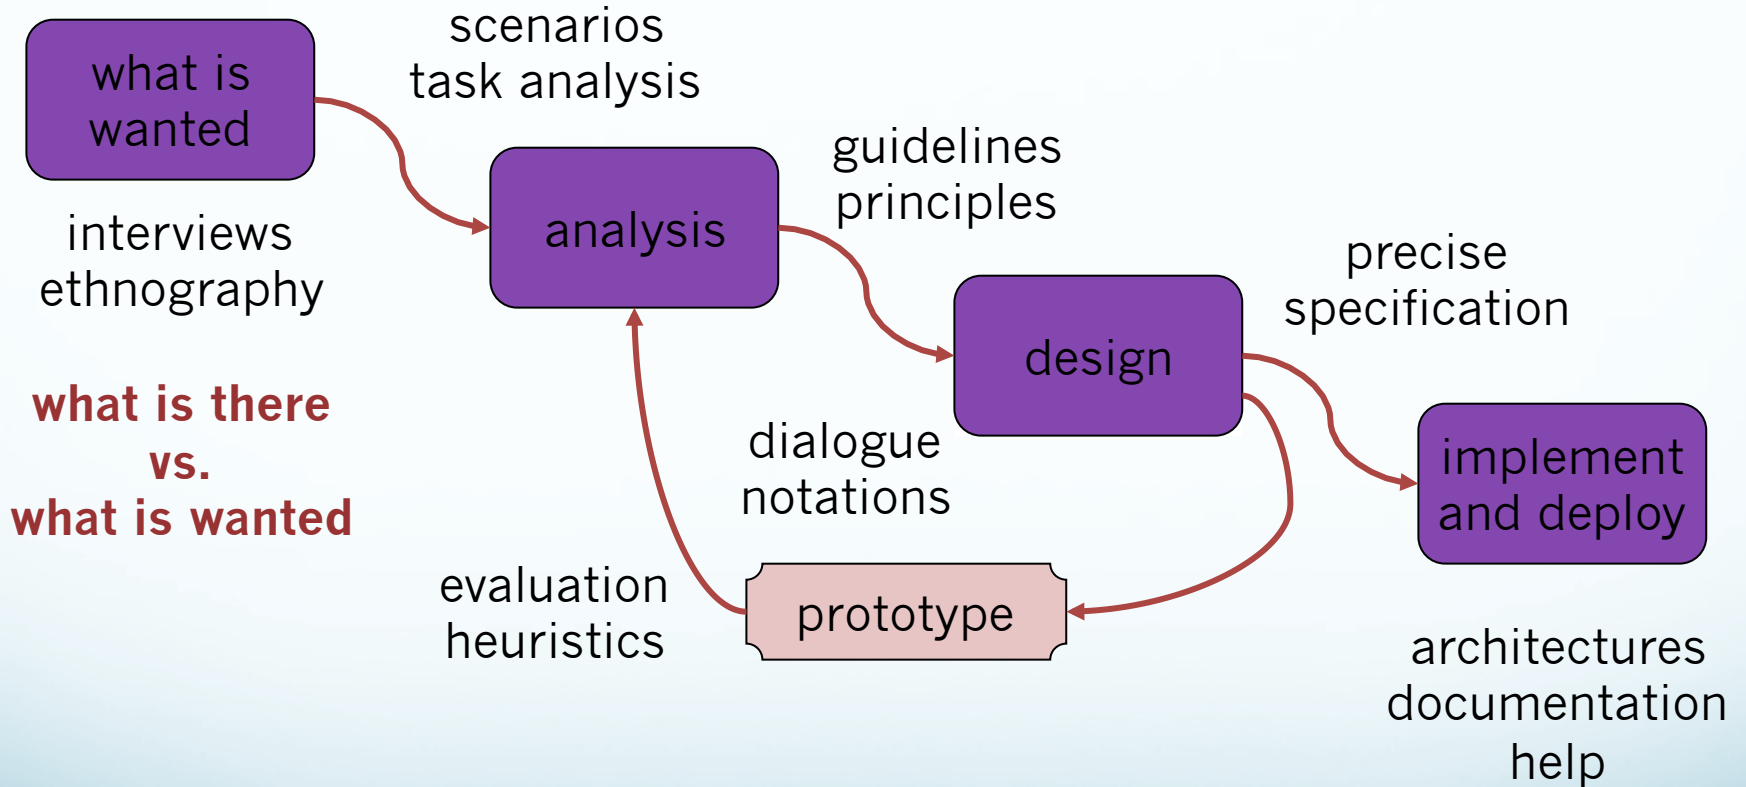 what is
wanted
scenarios
task analysis
interviews
ethnography
analysis
guidelines
principles
what is there
vs.
what is wanted
design
precise
specification
dialogue
notations
implement
and deploy
evaluation
heuristics
prototype
architectures
documentation
help